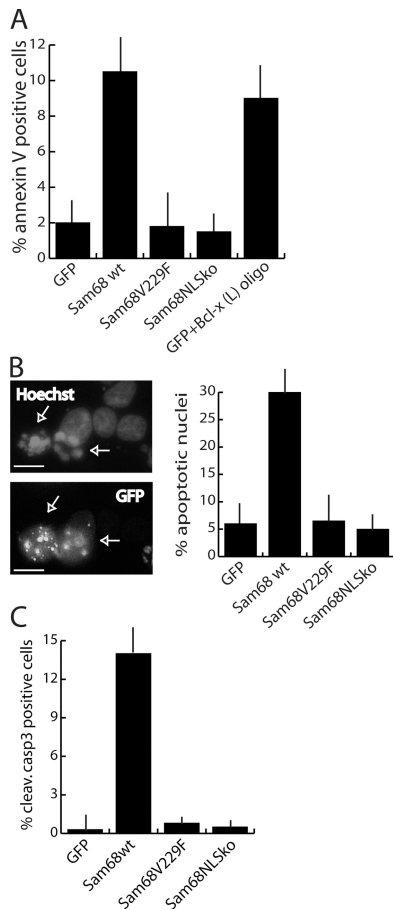 A
% annexin V positive cells
12
10
8
6
4
2
0
GFP
Sam68 wt
Sam68V229F
Sam68NLSko
GFP+Bcl-x (L) oligo
B
Hoechst
GFP
% apoptotic nuclei
30
25
20
15
10
5
0
GFP
Sam68 wt
Sam68V229F
Sam68NLSko
C
% cleav. casp3 positive cells
15
12
9
6
3
0
GFP
Sam68wt
Sam68V229F
Sam68NLSko